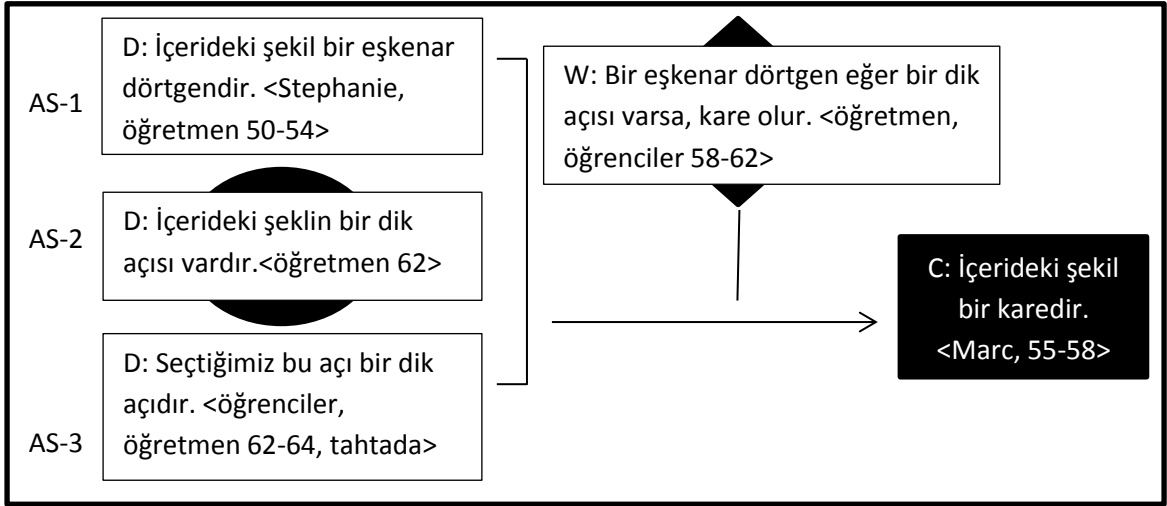 AS-1
D: İçerideki şekil bir eşkenar
dörtgendir. <Stephanie,
öğretmen 50-54>
AS-2
D: İçerideki şeklin bir dik
açısı vardır.<öğretmen 62>
AS-3
D: Seçtiğimiz bu açı bir dik
açıdır. <öğrenciler,
öğretmen 62-64, tahtada>
W: Bir eşkenar dörtgen eğer bir dik
açısı varsa, kare olur. <öğretmen,
öğrenciler 58-62>
C: İçerideki şekil
bir karedir.
<Marc, 55-58>